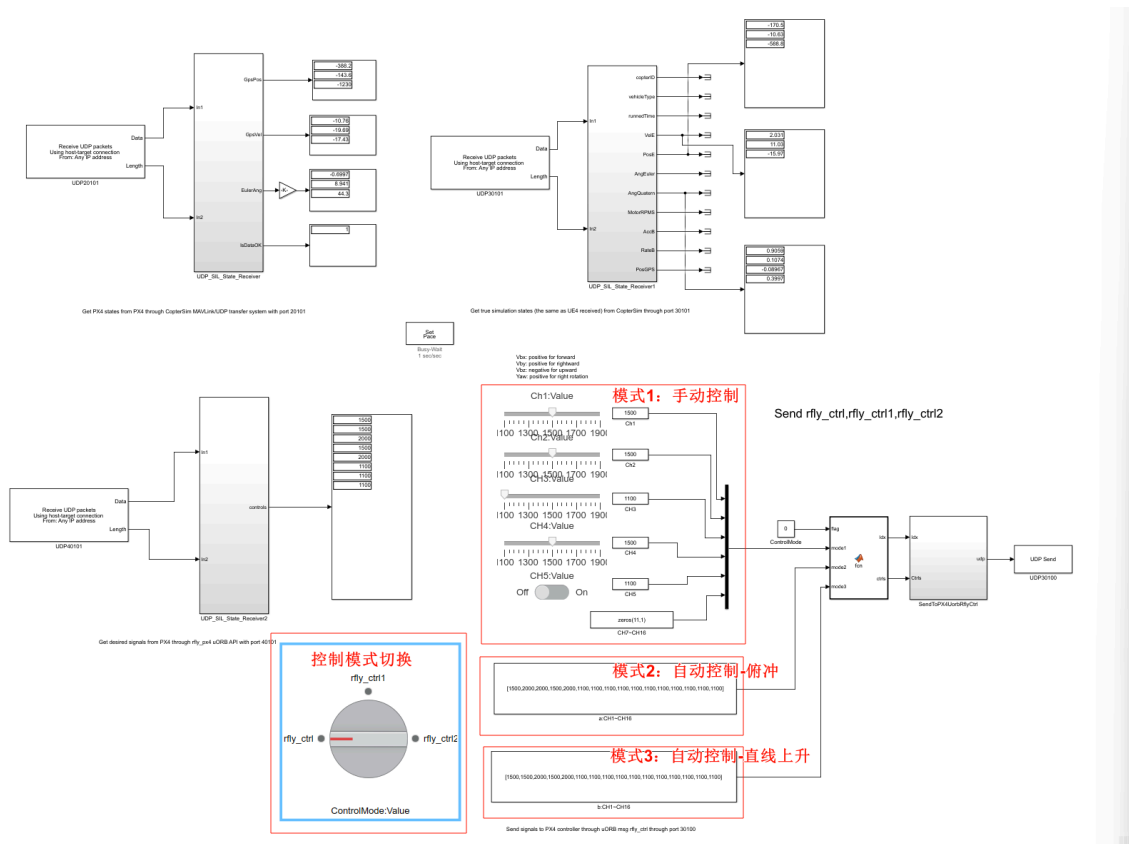 -388.2
-143.6
-1230
GpsPos
In1
-10.76
-19.69
-17.43
GpsVel
Data
Receive UDP packets
Using host-target connection
From: Any IP address
Length
UDP20101
-0.6997
8.941
44.3
EulerAng
-K-
In2
1
IsDataOK
UDP_SIL_State_Receiver
Get PX4 states from PX4 through CopterSim MAVLink/UDP transfer system with port 20101
-170.5
-10.63
-588.8
copterID
vehicleType
runnedTime
In1
VelE
PosE
AngEuler
AngQuatern
MotorRPMS
AccB
In2
RateB
PosGPS
2.031
11.03
-15.97
Data
Receive UDP packets
Using host-target connection
From: Any IP address
Length
UDP30101
0.9059
0.1074
-0.08967
0.3997
UDP_SIL_State_Receiver1
Get true simulation states (the same as UE4 received) from CopterSim through port 30101
Set
Pace
Busy-Wait
1 sec/sec
Vbx: positive for forward
Vby: positive for rightward
Vbz: negative for upward
Yaw: positive for right rotation
模式1：手动控制
Ch1:Value
1500
Ch1
1100 1300 1500 1700 1900
Ch2:Value
1500
Ch2
1100 1300 1500 1700 1900
CH3:Value
1100
CH3
1100 1300 1500 1700 1900
CH4:Value
1500
CH4
1100 1300 1500 1700 1900
CH5:Value
1100
CH5
Off
On
zeros(11,1)
CH7~CH16
Send rfly_ctrl,rfly_ctrl1,rfly_ctrl2
0
ControlMode
flag
mode1
mode2
mode3
fcn
Idx
ctrls
Idx
Ctrls
udp
SendToPX4UorbRflyCtrl
UDP Send
UDP30100
1500
1500
2000
1500
2000
1100
1100
1100
In1
controls
In2
Data
Receive UDP packets
Using host-target connection
From: Any IP address
Length
UDP40101
UDP_SIL_State_Receiver2
Get desired signals from PX4 through rfly_px4 uORB API with port 40101
控制模式切换
rfly_ctrl1
rfly_ctrl
rfly_ctrl2
ControlMode:Value
模式2：自动控制-俯冲
[1500,2000,2000,1500,2000,1100,1100,1100,1100,1100,1100,1100,1100,1100,1100,1100]
a:CH1~CH16
模式3：自动控制-直线上升
[1500,1500,2000,1500,2000,1100,1100,1100,1100,1100,1100,1100,1100,1100,1100,1100]
b:CH1~CH16
Send signals to PX4 controller through uORB msg rfly_ctrl through port 30100